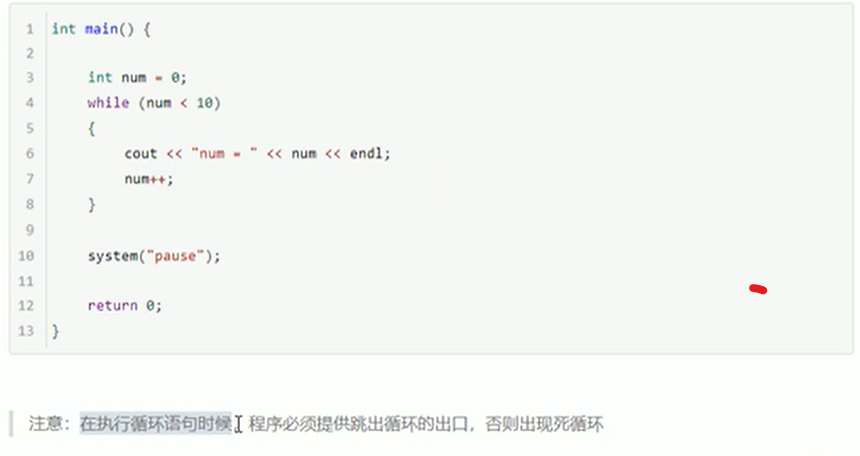 1 int main() {
2
3 int num = 0;
4 while (num < 10)
5 {
6 cout << "num = " << num << endl;
7 num++;
8 }
9
10 system("pause");
11
12 return 0;
13 }
注意：在执行循环语句时候 程序必须提供跳出循环的出口，否则出现死循环